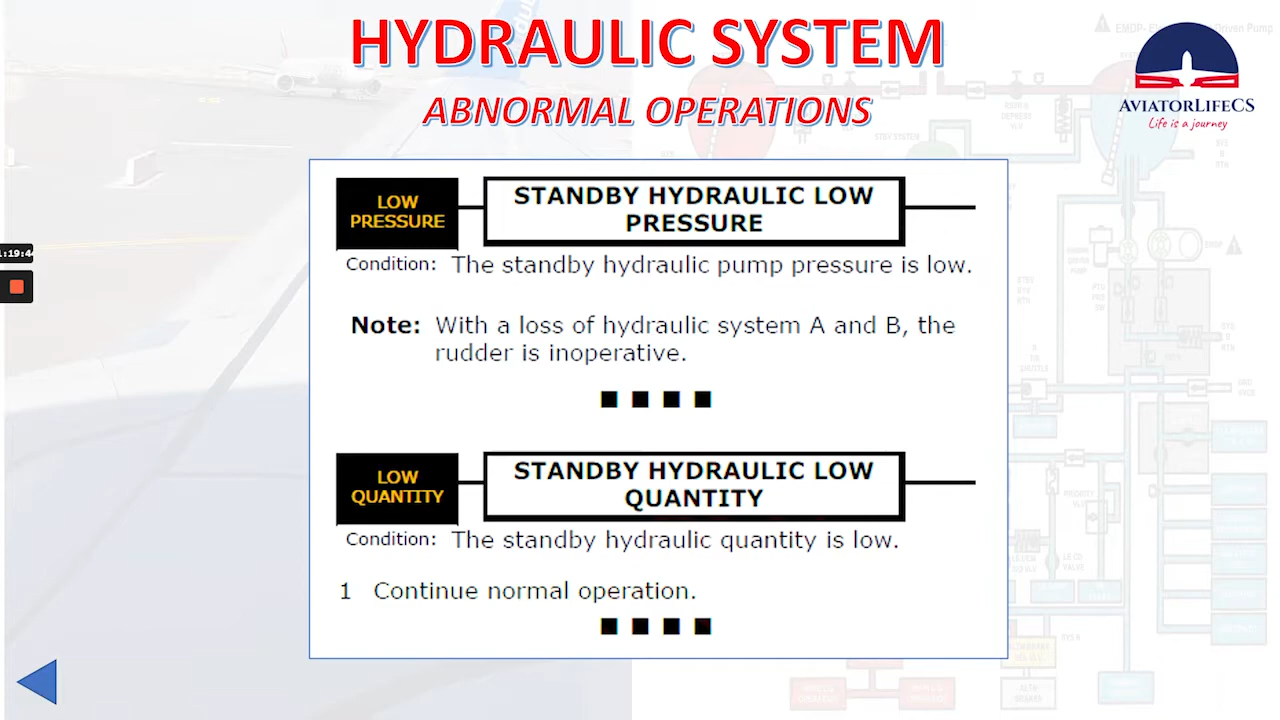 HYDRAULIC SYSTEM
ABNORMAL OPERATIONS
AVIATORLIFECS
Life is a journey
LOW
PRESSURE
STANDBY HYDRAULIC LOW
PRESSURE
Condition: The standby hydraulic pump pressure is low.
Note: With a loss of hydraulic system A and B, the
rudder is inoperative.
LOW
QUANTITY
STANDBY HYDRAULIC LOW
QUANTITY
Condition: The standby hydraulic quantity is low.
1 Continue normal operation.